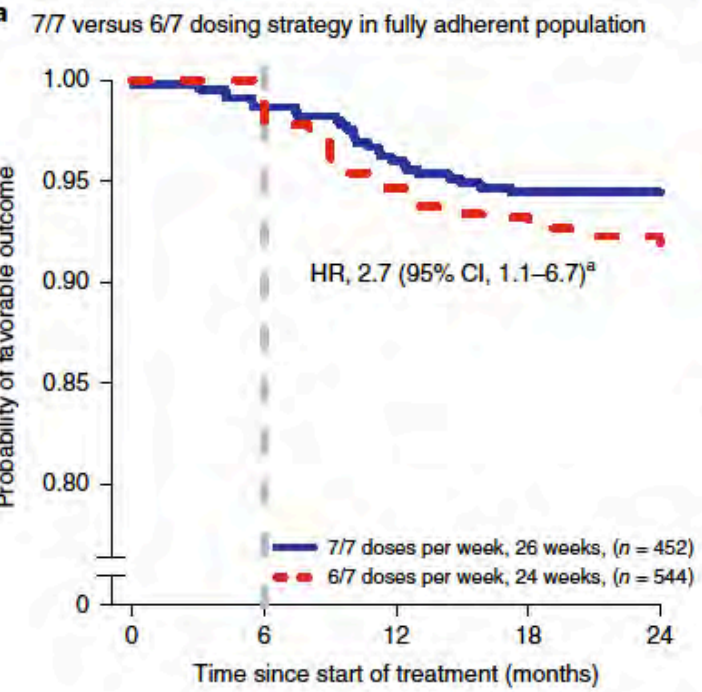 a
7/7 versus 6/7 dosing strategy in fully adherent population
Probability of favorable outcome
1.00
0.95
0.90
0.85
0.80
0
HR, 2.7 (95% CI, 1.1–6.7)ᵃ
7/7 doses per week, 26 weeks, (n = 452)
6/7 doses per week, 24 weeks, (n = 544)
0 6 12 18 24
Time since start of treatment (months)